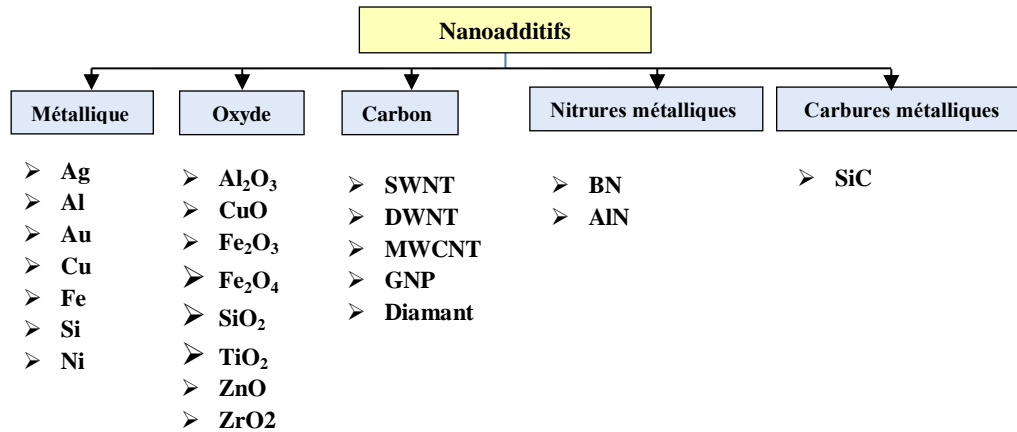 Nanoadditifs
Métallique
Oxyde
Carbon
Nitrures métalliques
Carbures métalliques
➢ Ag
➢ Al
➢ Au
➢ Cu
➢ Fe
➢ Si
➢ Ni
➢ Al₂O₃
➢ CuO
➢ Fe₂O₃
➢ Fe₂O₄
➢ SiO₂
➢ TiO₂
➢ ZnO
➢ ZrO2
➢ SWNT
➢ DWNT
➢ MWCNT
➢ GNP
➢ Diamant
➢ BN
➢ AlN
➢ SiC